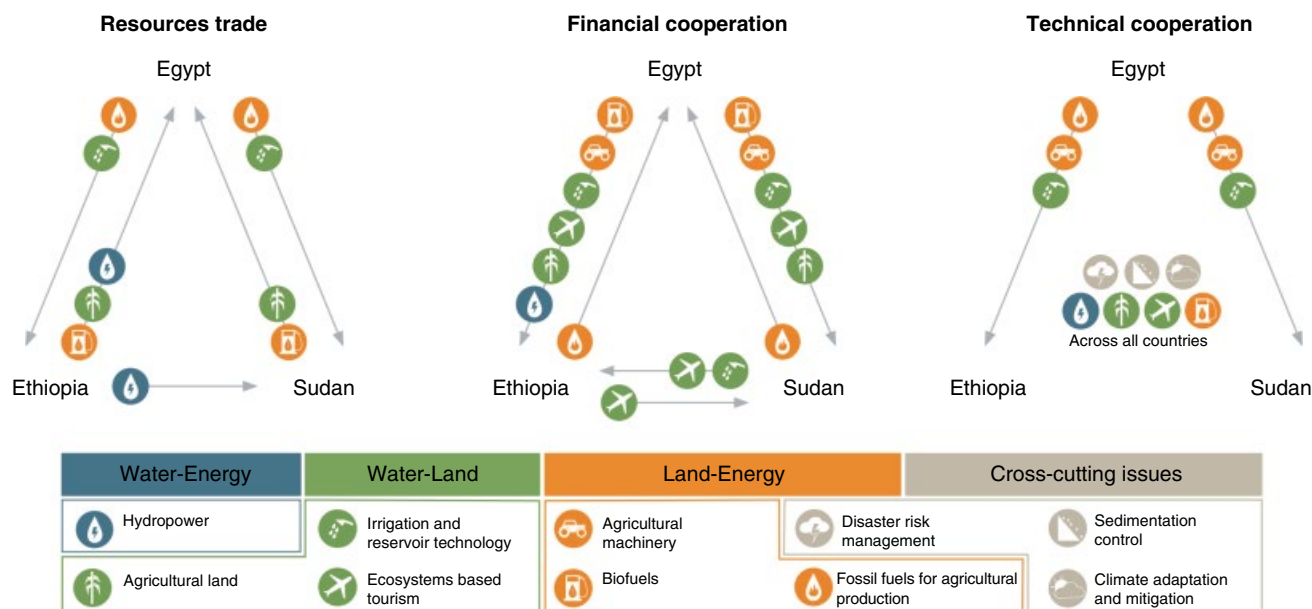 Resources trade
Financial cooperation
Technical cooperation
Egypt
Egypt
Egypt
Across all countries
Ethiopia
Sudan
Ethiopia
Sudan
Ethiopia
Sudan
Water-Energy
Water-Land
Land-Energy
Cross-cutting issues
Hydropower
Irrigation and
reservoir technology
Agricultural
machinery
Disaster risk
management
Sedimentation
control
Agricultural land
Ecosystems based
tourism
Biofuels
Fossil fuels for agricultural
production
Climate adaptation
and mitigation